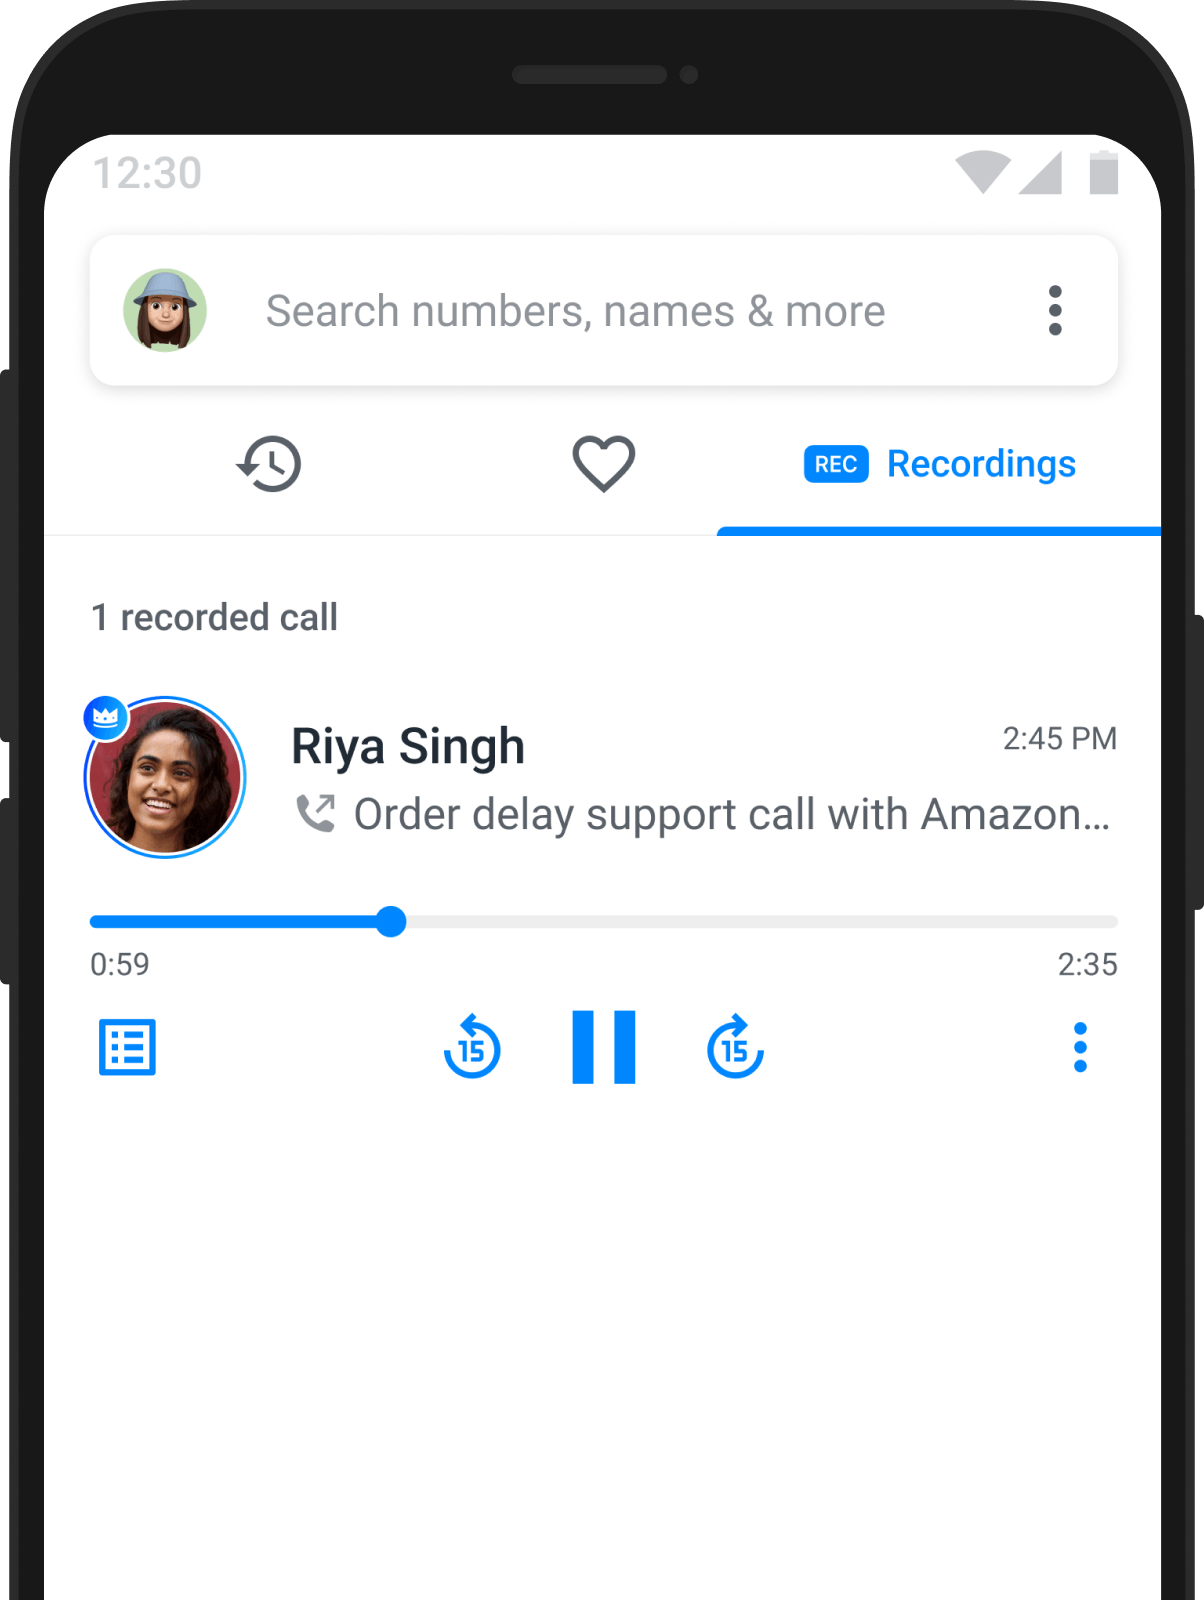 12:30
Search numbers, names & more
REC Recordings
1 recorded call
Riya Singh
2:45 PM
Order delay support call with Amazon...
0:59
2:35
15
15